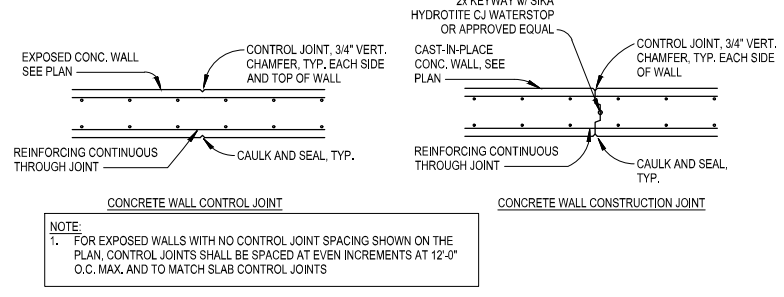 EXPOSED CONC. WALL
SEE PLAN
CONTROL JOINT, 3/4" VERT.
CHAMFER, TYP. EACH SIDE
AND TOP OF WALL
REINFORCING CONTINUOUS
THROUGH JOINT
CAULK AND SEAL, TYP.
CONCRETE WALL CONTROL JOINT
2x KEYWAY w/ SIKA
HYDROTITE CJ WATERSTOP
OR APPROVED EQUAL
CAST-IN-PLACE
CONC. WALL, SEE
PLAN
CONTROL JOINT, 3/4" VERT.
CHAMFER, TYP. EACH SIDE
OF WALL
REINFORCING CONTINUOUS
THROUGH JOINT
CAULK AND SEAL,
TYP.
CONCRETE WALL CONSTRUCTION JOINT
NOTE:
1. FOR EXPOSED WALLS WITH NO CONTROL JOINT SPACING SHOWN ON THE
PLAN, CONTROL JOINTS SHALL BE SPACED AT EVEN INCREMENTS AT 12'-0"
O.C. MAX. AND TO MATCH SLAB CONTROL JOINTS